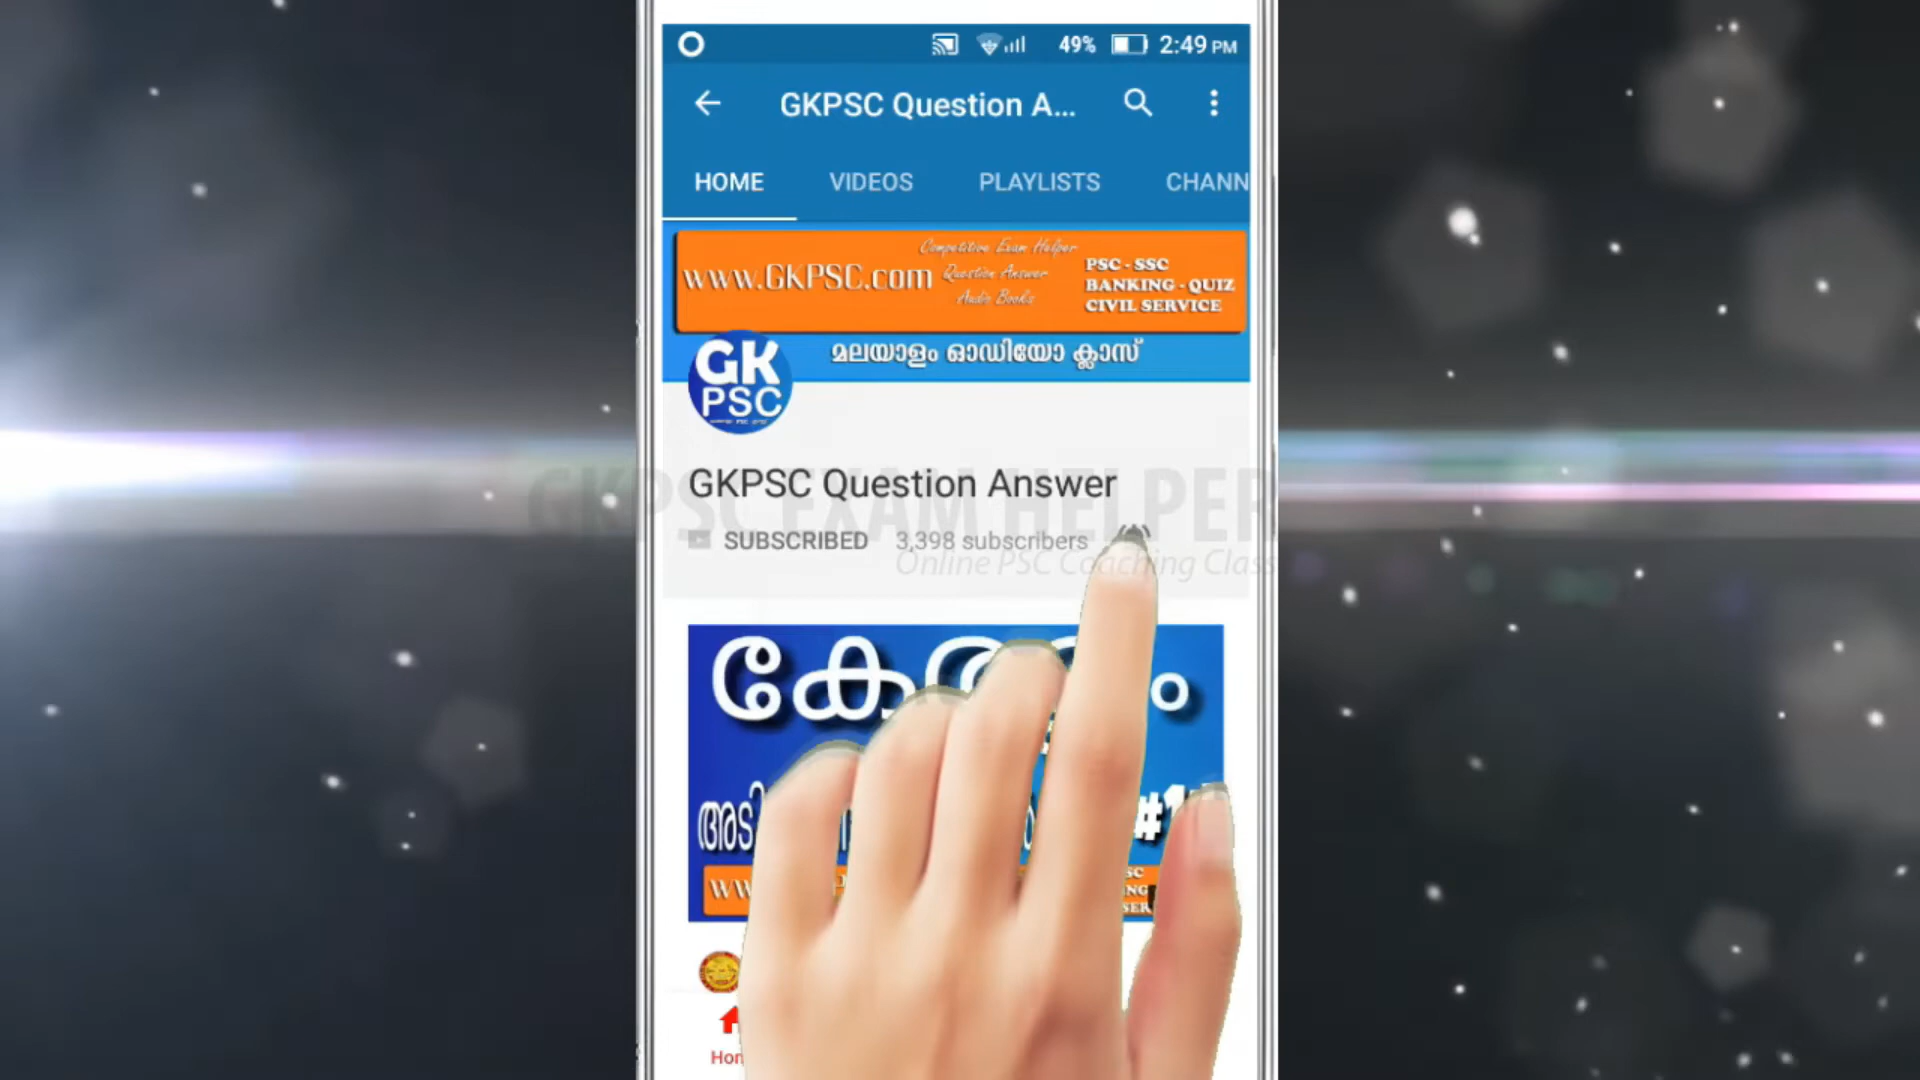 49% 2:49 PM
GKPSC Question A...
HOME VIDEOS PLAYLISTS CHANN
www.GKPSC.com
Competitive Exam Helper
Question Answer
Audio Books
PSC - SSC
BANKING - QUIZ
CIVIL SERVICE
മലയാളം ഓഡിയോ ക്ലാസ്
GK
PSC
GKPSC Question Answer
GKPSC EXAM HELPER
SUBSCRIBED 3,398 subscribers
Online PSC Coaching Class
#1